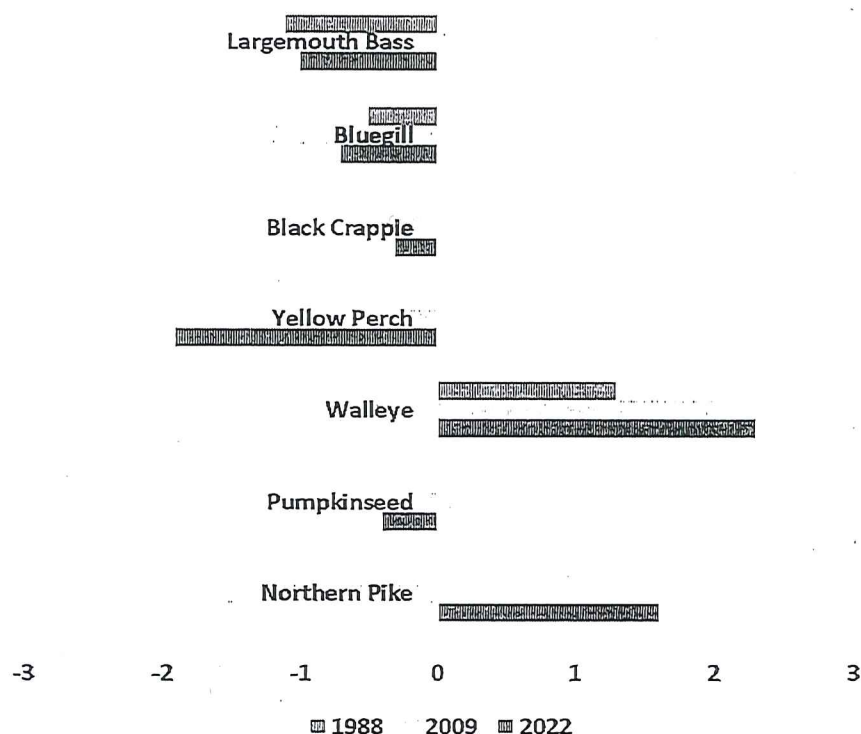 Largemouth Bass
Bluegill
Black Crappie
Yellow Perch
Walleye
Pumpkinseed
Northern Pike
-3 -2 -1 0 1 2 3
1988 2009 2022